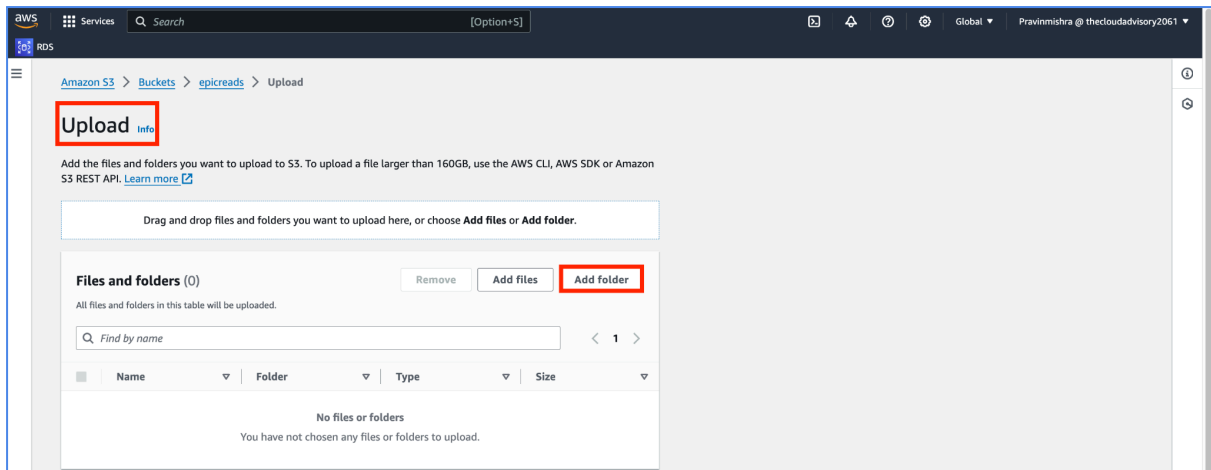 aws Services Search [Option+S] Global Pravinmishra @ thecloudadvisory2061
RDS
Amazon S3 > Buckets > epicreads > Upload
Upload Info
Add the files and folders you want to upload to S3. To upload a file larger than 160GB, use the AWS CLI, AWS SDK or Amazon
S3 REST API. Learn more
Drag and drop files and folders you want to upload here, or choose Add files or Add folder.
Files and folders (0) Remove Add files Add folder
All files and folders in this table will be uploaded.
Find by name < 1 >
Name Folder Type Size
No files or folders
You have not chosen any files or folders to upload.